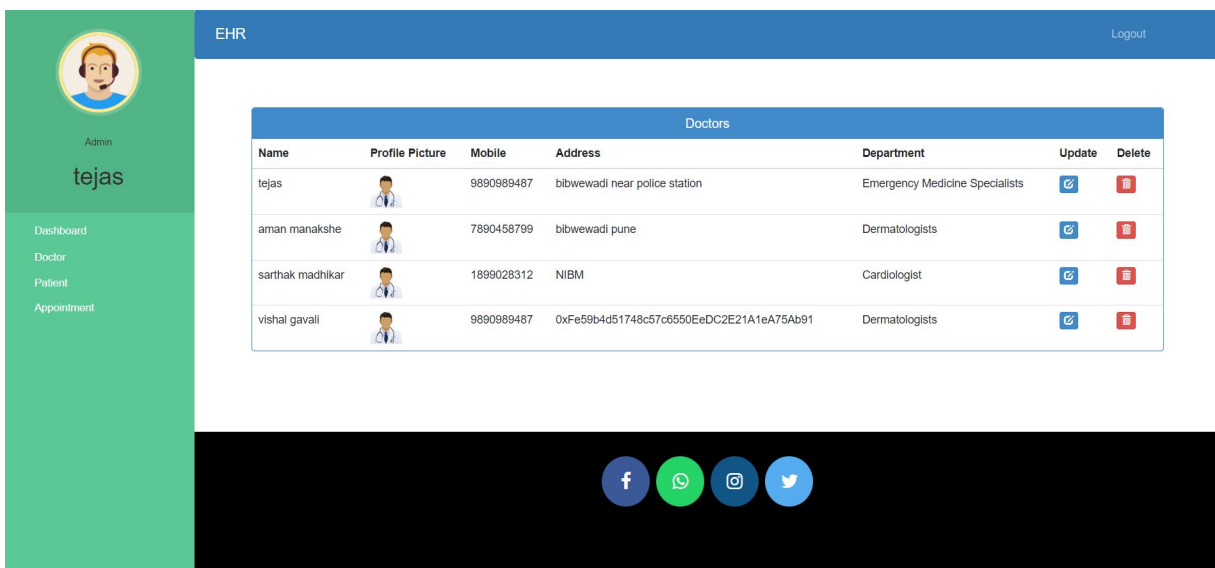 EHR Logout
Admin
tejas
Dashboard
Doctor
Patient
Appointment
Doctors
Name Profile Picture Mobile Address Department Update Delete
tejas 9890989487 bibwewadi near police station Emergency Medicine Specialists
aman manakshe 7890458799 bibwewadi pune Dermatologists
sarthak madhikar 1899028312 NIBM Cardiologist
vishal gavali 9890989487 0xFe59b4d51748c57c6550EeDC2E21A1eA75Ab91 Dermatologists